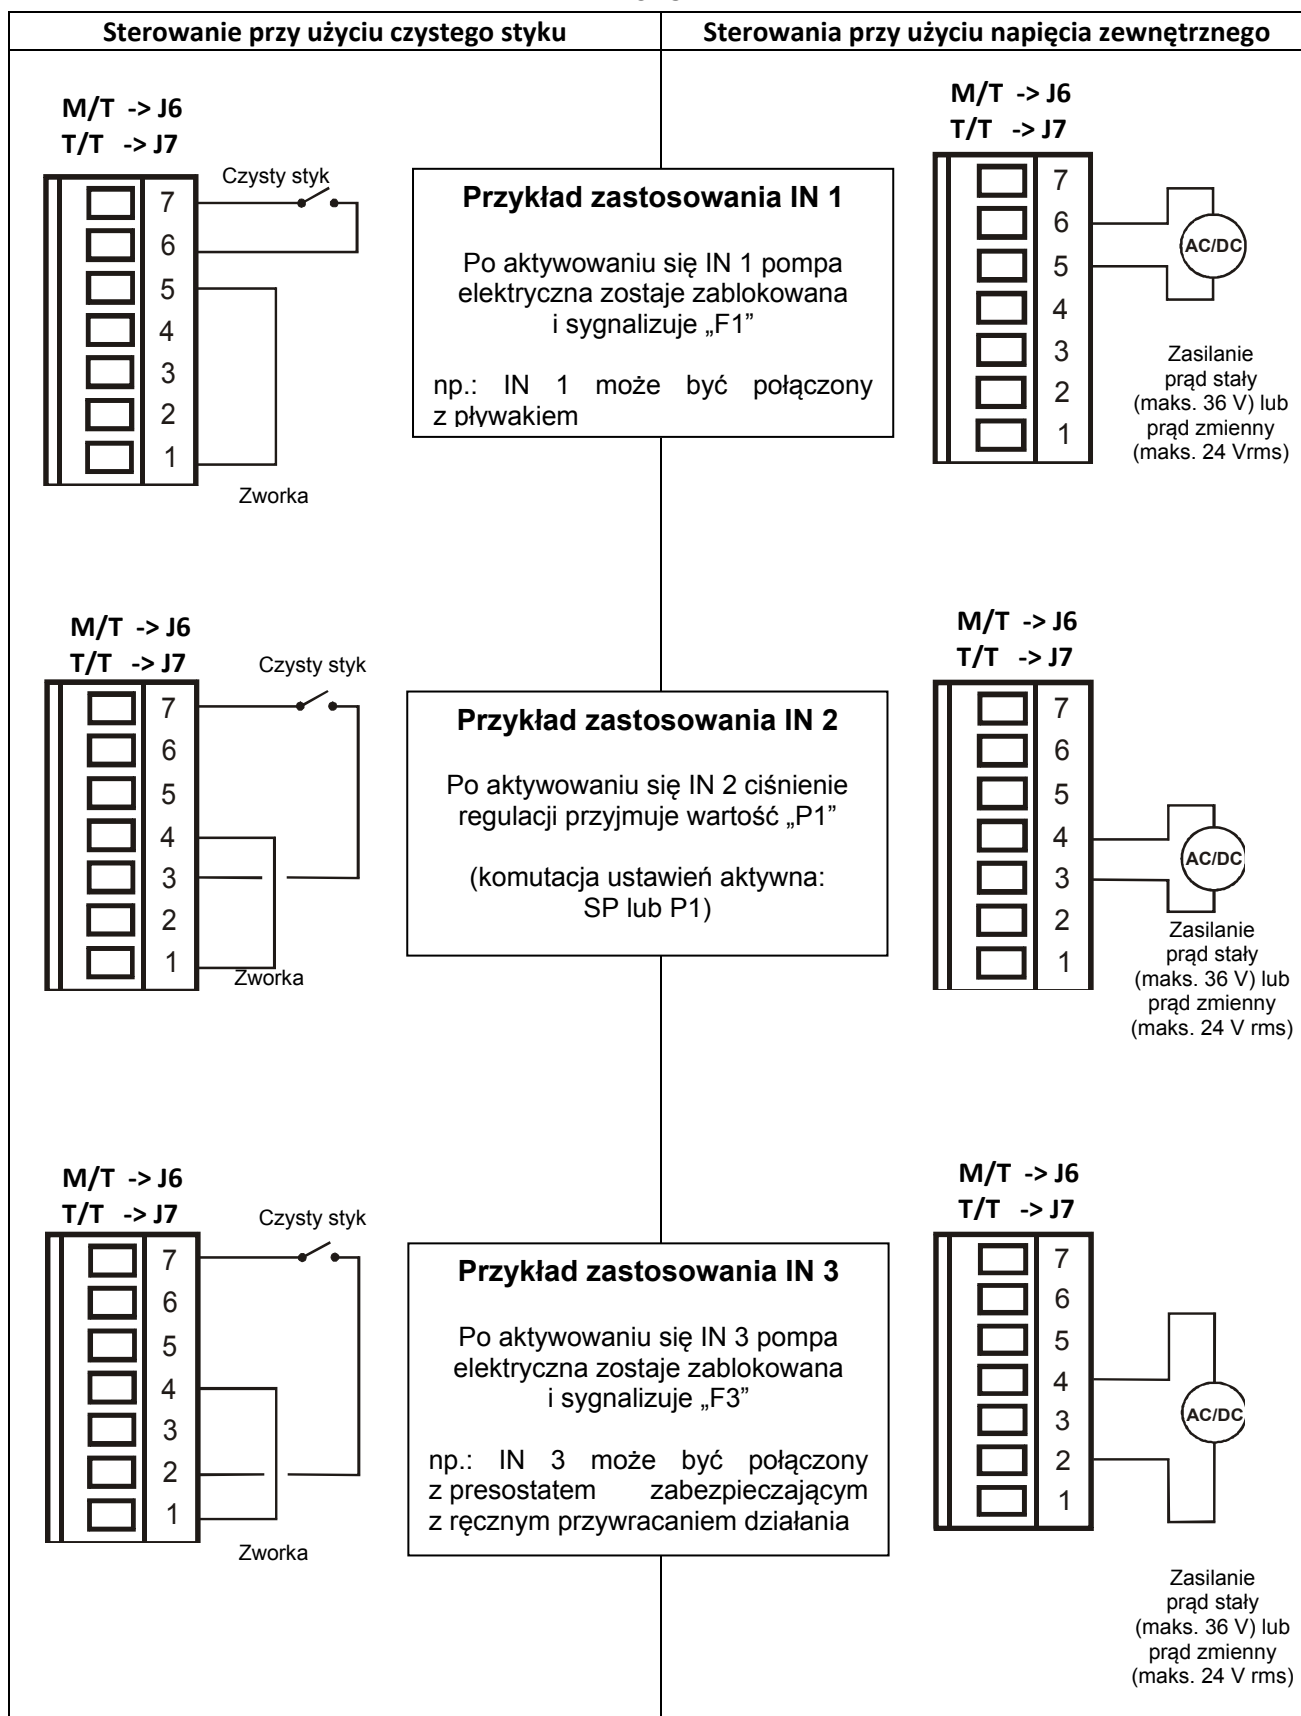 Sterowanie przy użyciu czystego styku
Sterowania przy użyciu napięcia zewnętrznego
M/T -> J6
T/T -> J7
Czysty styk
7
6
5
4
3
2
1
Zworka
Przykład zastosowania IN 1
Po aktywowaniu się IN 1 pompa
elektryczna zostaje zablokowana
i sygnalizuje „F1”
np.: IN 1 może być połączony
z pływakiem
M/T -> J6
T/T -> J7
7
6
5
4
3
2
1
AC/DC
Zasilanie
prąd stały
(maks. 36 V) lub
prąd zmienny
(maks. 24 Vrms)
M/T -> J6
T/T -> J7
Czysty styk
7
6
5
4
3
2
1
Zworka
Przykład zastosowania IN 2
Po aktywowaniu się IN 2 ciśnienie
regulacji przyjmuje wartość „P1”
(komutacja ustawień aktywna:
SP lub P1)
M/T -> J6
T/T -> J7
7
6
5
4
3
2
1
AC/DC
Zasilanie
prąd stały
(maks. 36 V) lub
prąd zmienny
(maks. 24 V rms)
M/T -> J6
T/T -> J7
Czysty styk
7
6
5
4
3
2
1
Zworka
Przykład zastosowania IN 3
Po aktywowaniu się IN 3 pompa
elektryczna zostaje zablokowana
i sygnalizuje „F3”
np.: IN 3 może być połączony
z presostatem zabezpieczającym
z ręcznym przywracaniem działania
M/T -> J6
T/T -> J7
7
6
5
4
3
2
1
AC/DC
Zasilanie
prąd stały
(maks. 36 V) lub
prąd zmienny
(maks. 24 V rms)